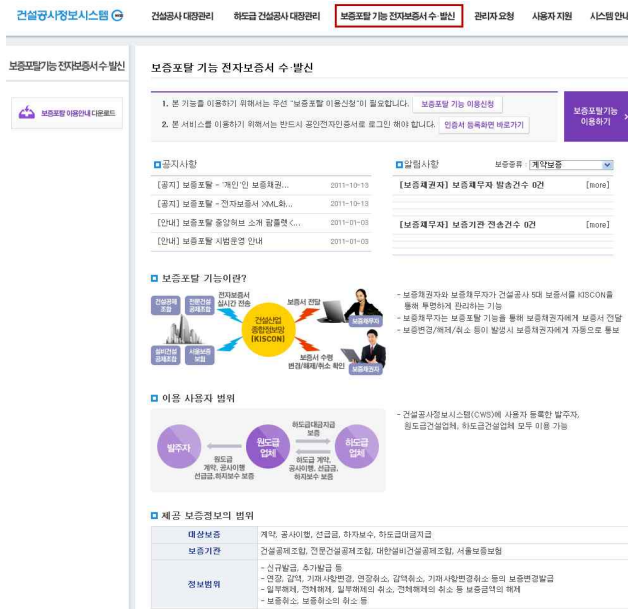 건설공사정보시스템
건설공사 대장관리
하도급 건설공사 대장관리
보증포탈 기능 전자보증서 수·발신
관리자 요청
사용자 지원
시스템 안내
보증포탈기능 전자보증서 수 발신
보증포탈 이용안내 다운로드
보증포탈 기능 전자보증서 수·발신
1. 본 기능를 이용하기 위해서는 우선 "보증포탈 이용신청"이 필요합니다. 보증포탈 기능 이용신청
2. 본 서비스를 이용하기 위해서는 반드시 공인전자인증서로 로그인 해야 합니다. 인증서 등록화면 바로가기
보증포탈기능
이용하기
공지사항
[공지] 보증포탈 - '개인'인 보증채권... 2011-10-13
[공지] 보증포탈 - 전자보증서 XML화... 2011-10-13
[안내] 보증포탈 중앙허브 소개 팜플렛<... 2011-01-03
[안내] 보증포탈 시범운영 안내 2011-01-03
알림사항 보증종류 : 계약보증
[보증채권자] 보증채무자 발송건수 0건 [more]
[보증채무자] 보증기관 전송건수 0건 [more]
보증포탈 기능이란?
건설공제
조합
전문건설
공제조합
전자보증서
실시간 전송
건설산업
종합정보망
(KISCON)
보증서 전달
보증채무자
설비건설
공제조합
서울보증
보험
보증서 수령
변경/해제/취소 확인
보증채권자
- 보증채권자와 보증채무자가 건설공사 5대 보증서를 KISCON을
통해 투명하게 관리하는 기능
- 보증채무자는 보증포탈 기능을 통해 보증채권자에게 보증서 전달
- 보증변경/해제/취소 등이 발생시 보증채권자에게 자동으로 통보
이용 사용자 범위
발주자
원도급
업체
하도급
업체
하도급대금지급
보증
원도급
계약, 공사이행
선급금,하자보수 보증
하도급 계약,
공사이행, 선급금,
하자보수 보증
- 건설공사정보시스템(CWS)에 사용자 등록한 발주자,
원도급건설업체, 하도급건설업체 모두 이용 가능
제공 보증정보의 범위
대상보증 계약, 공사이행, 선급금, 하자보수, 하도급대금지급
보증기관 건설공제조합, 전문건설공제조합, 대한설비건설공제조합, 서울보증보험
정보범위
- 신규발급, 추가발급 등
- 연장, 감액, 기재사항변경, 연장취소, 감액취소, 기재사항변경취소 등의 보증변경발급
- 일부해제, 전체해제, 일부해제의 취소, 전체해제의 취소 등 보증금액의 해제
- 보증취소, 보증취소의 취소 등